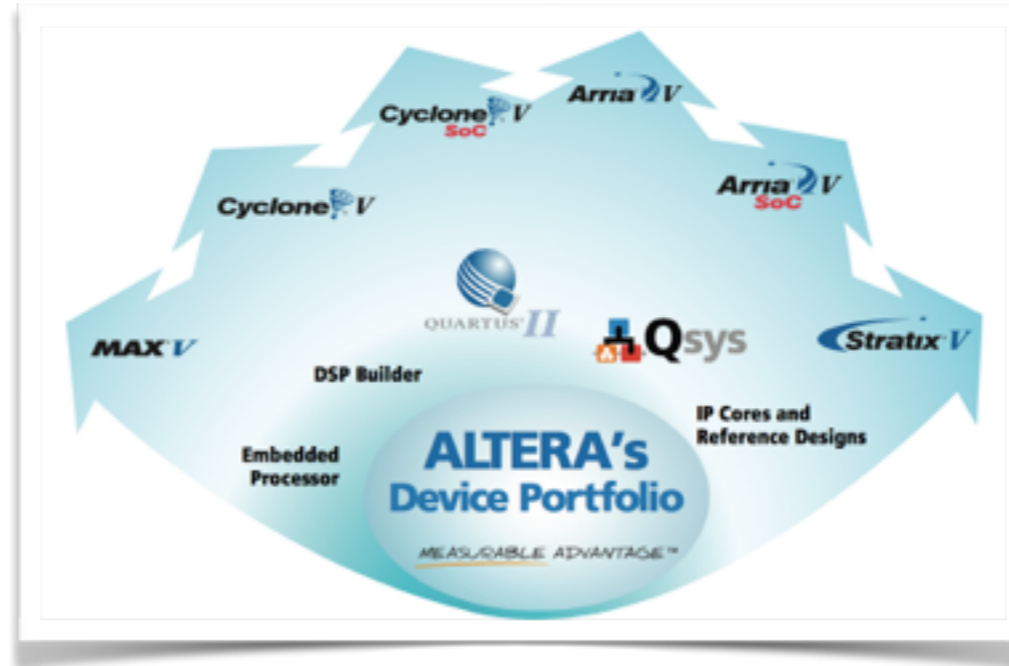 Cyclone V
SoC
Arria V
Cyclone V
Arria V
SoC
MAX V
QUARTUS II
Qsys
Stratix V
DSP Builder
IP Cores and
Reference Designs
Embedded
Processor
ALTERA's
Device Portfolio
MEASURABLE ADVANTAGE™